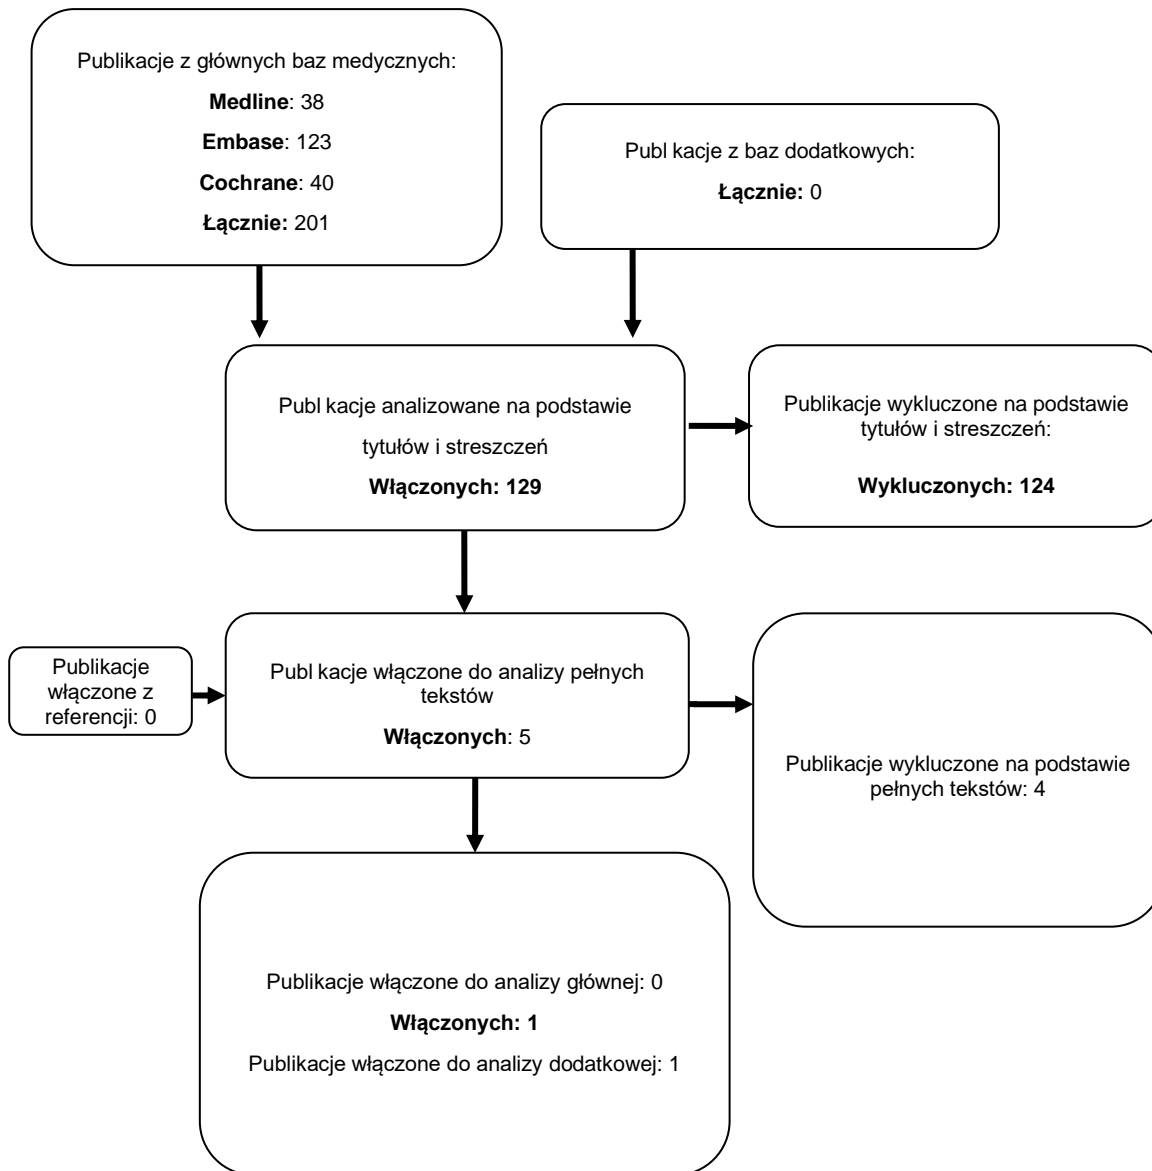 Publikacje z głównych baz medycznych:
Medline: 38
Embase: 123
Cochrane: 40
Łącznie: 201
Publ kacje z baz dodatkowych:
Łącznie: 0
Publ kacje analizowane na podstawie
tytułów i streszczeń
Włączonych: 129
Publikacje wykluczone na podstawie
tytułów i streszczeń:
Wykluczonych: 124
Publikacje
włączone z
referencji: 0
Publ kacje włączone do analizy pełnych
tekstów
Włączonych: 5
Publikacje wykluczone na podstawie
pełnych tekstów: 4
Publikacje włączone do analizy głównej: 0
Włączonych: 1
Publikacje włączone do analizy dodatkowej: 1